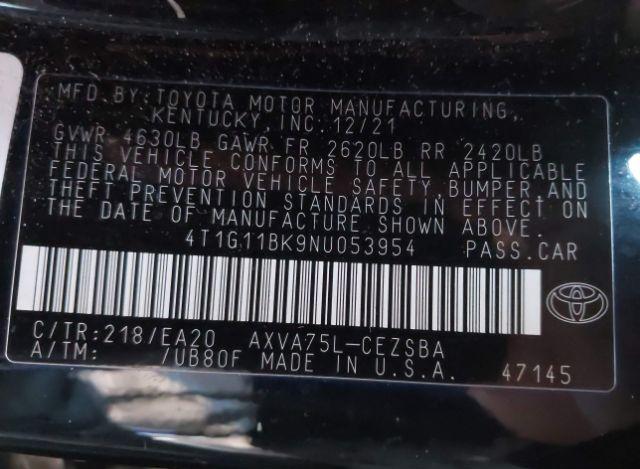 MFD. BY: TOYOTA MOTOR MANUFACTURING,
KENTUCKY, INC. 12/21
GVWR 4630LB GAWR FR 2620LB RR 2420LB
THIS VEHICLE CONFORMS TO ALL APPLICABLE
FEDERAL MOTOR VEHICLE SAFETY BUMPER AND
THEFT PREVENTION STANDARDS IN EFFECT ON
THE DATE OF MANUFACTURE SHOWN ABOVE.
4T1G11BK9NU053954 PASS.CAR
C/TR:218/EA20 AXVA75L-CEZSBA
A/TM: /UB80F MADE IN U.S.A. 47145